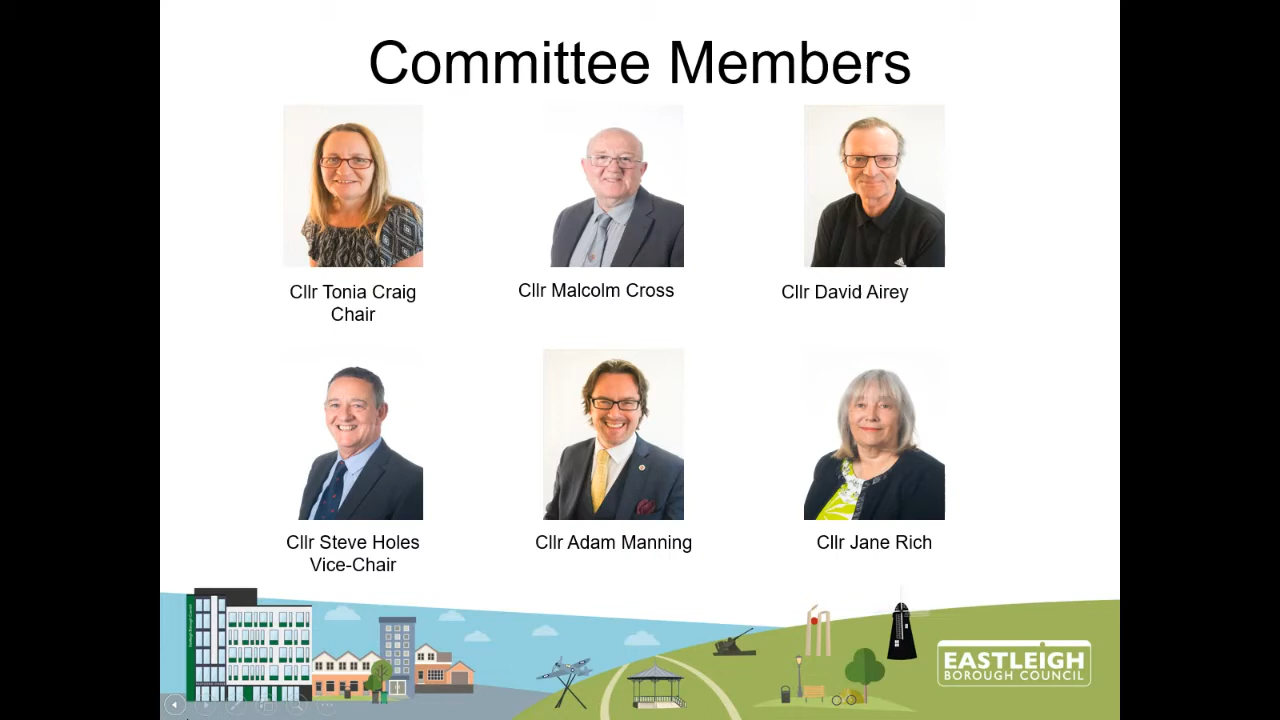 Committee Members
Cllr Tonia Craig
Chair
Cllr Malcolm Cross
Cllr David Airey
Cllr Steve Holes
Vice-Chair
Cllr Adam Manning
Cllr Jane Rich
EASTLEIGH
BOROUGH COUNCIL